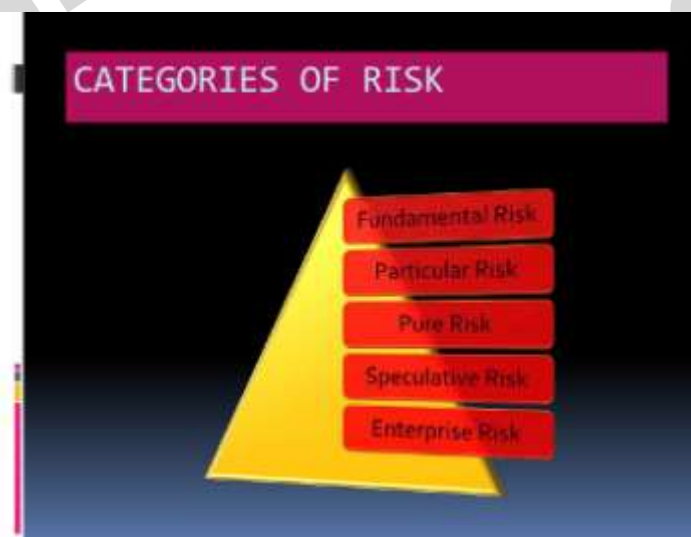 CATEGORIES OF RISK
Fundamental Risk
Particular Risk
Pure Risk
Speculative Risk
Enterprise Risk